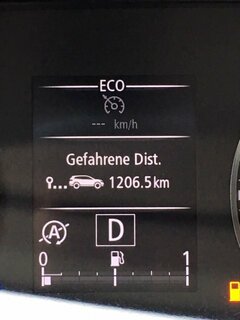 ECO
--- km/h
Gefahrene Dist.
1206.5 km
A
D
0 1